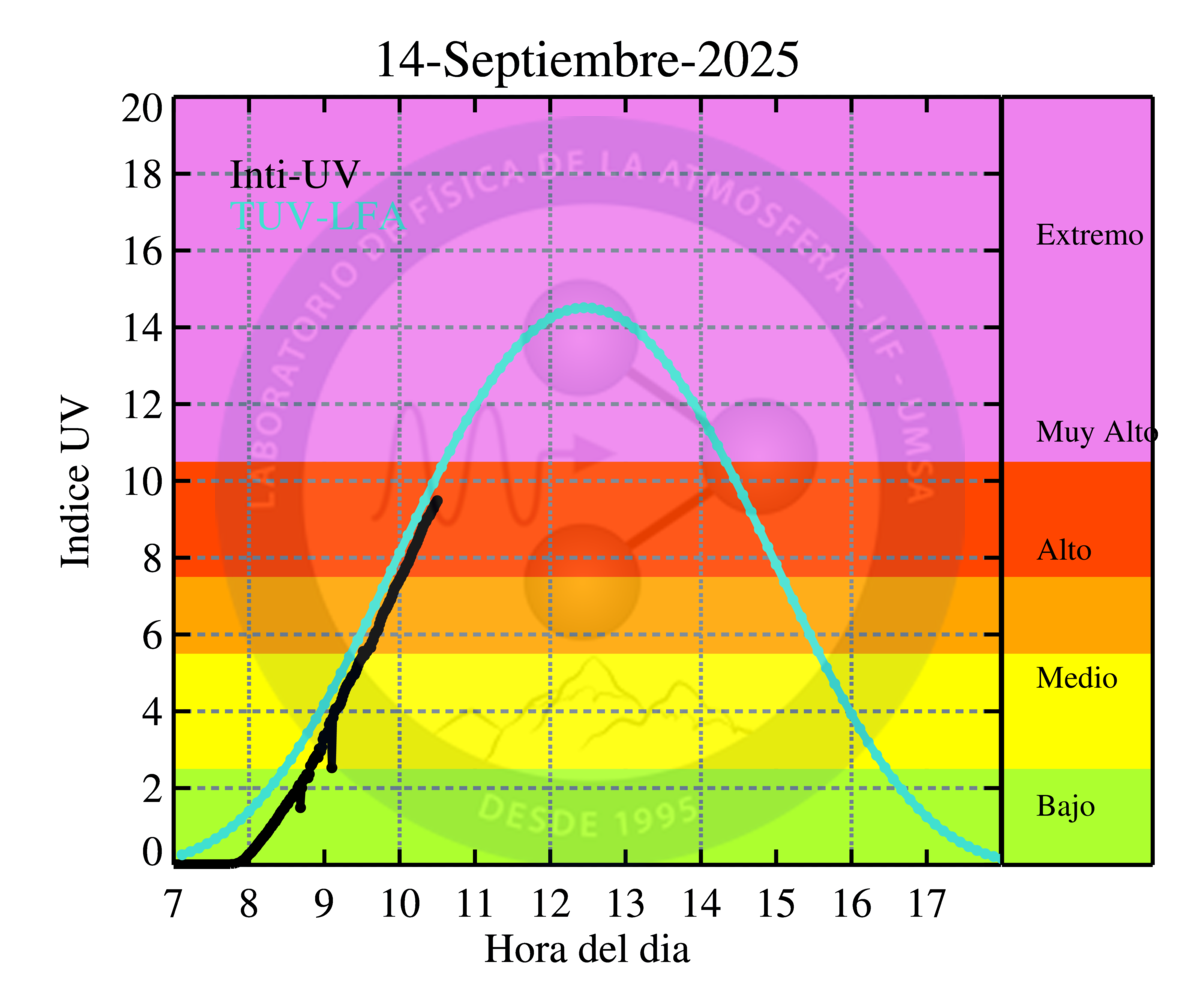 14-Septiembre-2025
20
18
16
14
12
10
8
6
4
2
0
Indice UV
Inti-UV
TUV-LFA
LABORATORIO DE FÍSICA DE LA ATMÓSFERA - IIF - UMSA
DESDE 1995
Extremo
Muy Alto
Alto
Medio
Bajo
7 8 9 10 11 12 13 14 15 16 17
Hora del dia